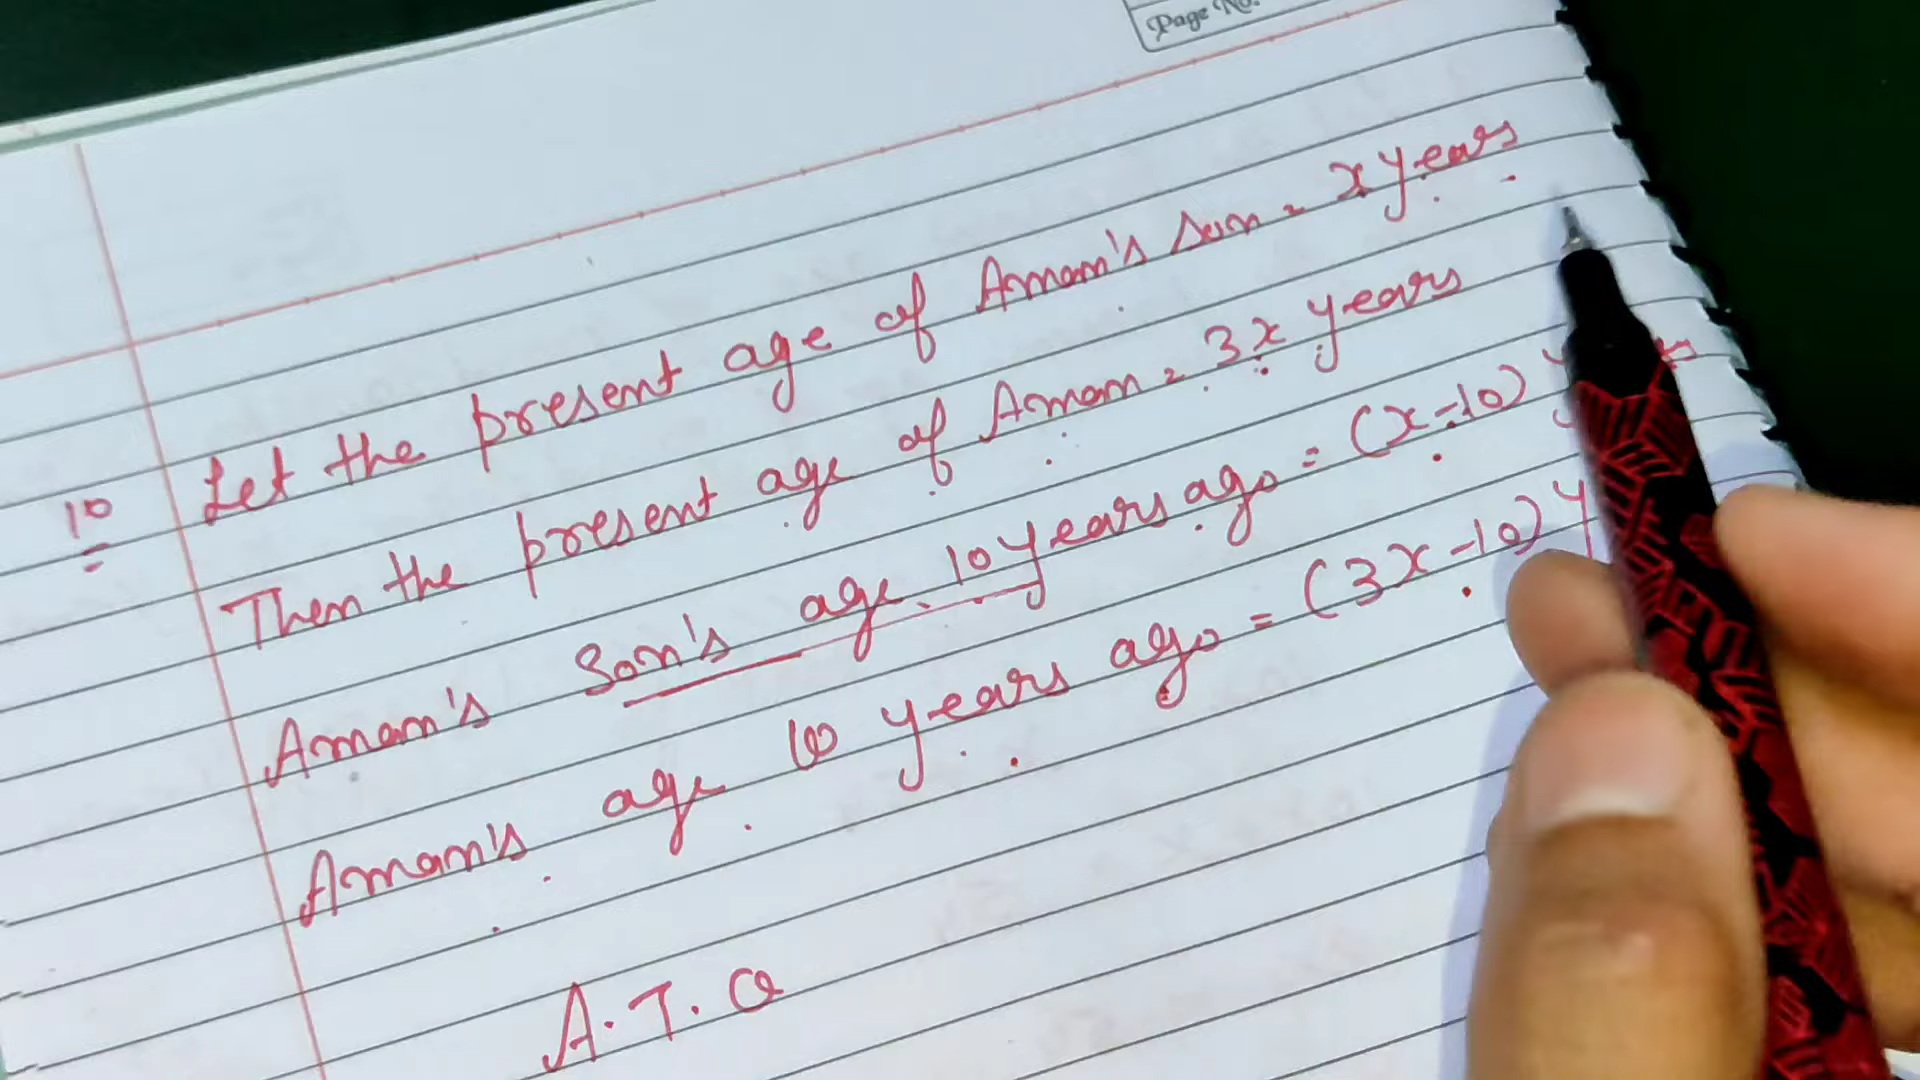 Page No.
10 Let the present age of Aman's son = x years
Then the present age of Aman = 3x years
Aman's Son's age 10 years ago = (x-10)
Aman's age 10 years ago = (3x-10) y
A.T.Q